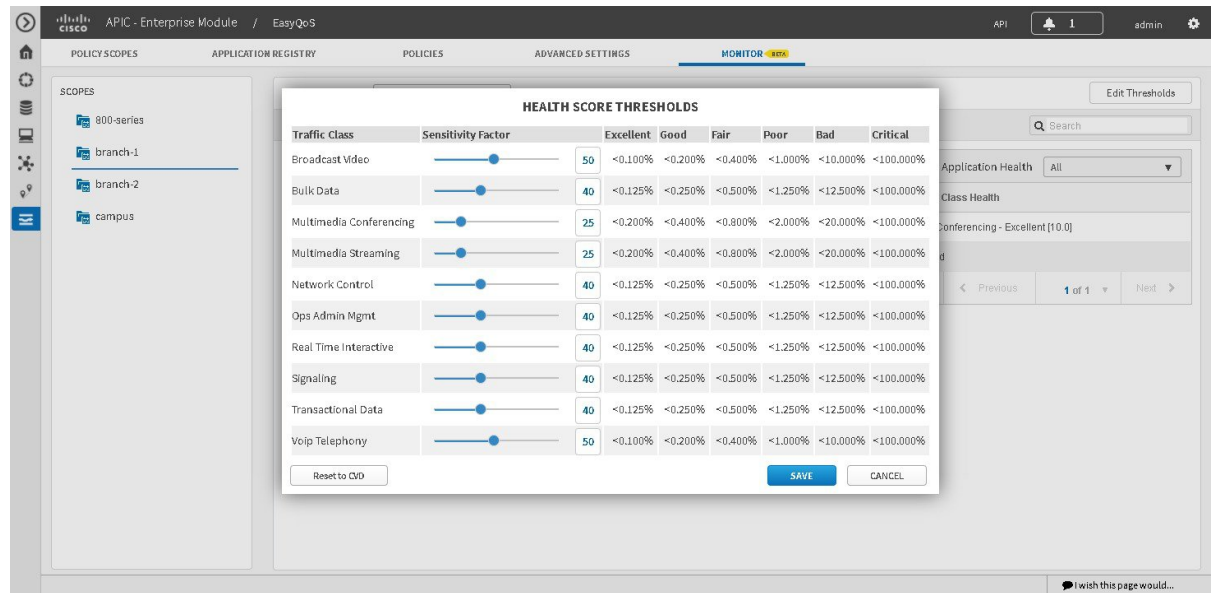 cisco APIC - Enterprise Module / EasyQoS API 1 admin
POLICY SCOPES APPLICATION REGISTRY POLICIES ADVANCED SETTINGS MONITOR BETA
SCOPES
800-series
branch-1
branch-2
campus
Edit Thresholds
Search
Application Health All
Class Health
Conferencing - Excellent [10.0]
Previous 1 of 1 Next
HEALTH SCORE THRESHOLDS
Traffic Class Sensitivity Factor Excellent Good Fair Poor Bad Critical
Broadcast Video 50 <0.100% <0.200% <0.400% <1.000% <10.000% <100.000%
Bulk Data 40 <0.125% <0.250% <0.500% <1.250% <12.500% <100.000%
Multimedia Conferencing 25 <0.200% <0.400% <0.800% <2.000% <20.000% <100.000%
Multimedia Streaming 25 <0.200% <0.400% <0.800% <2.000% <20.000% <100.000%
Network Control 40 <0.125% <0.250% <0.500% <1.250% <12.500% <100.000%
Ops Admin Mgmt 40 <0.125% <0.250% <0.500% <1.250% <12.500% <100.000%
Real Time Interactive 40 <0.125% <0.250% <0.500% <1.250% <12.500% <100.000%
Signaling 40 <0.125% <0.250% <0.500% <1.250% <12.500% <100.000%
Transactional Data 40 <0.125% <0.250% <0.500% <1.250% <12.500% <100.000%
Voip Telephony 50 <0.100% <0.200% <0.400% <1.000% <10.000% <100.000%
Reset to CVD SAVE CANCEL
I wish this page would...